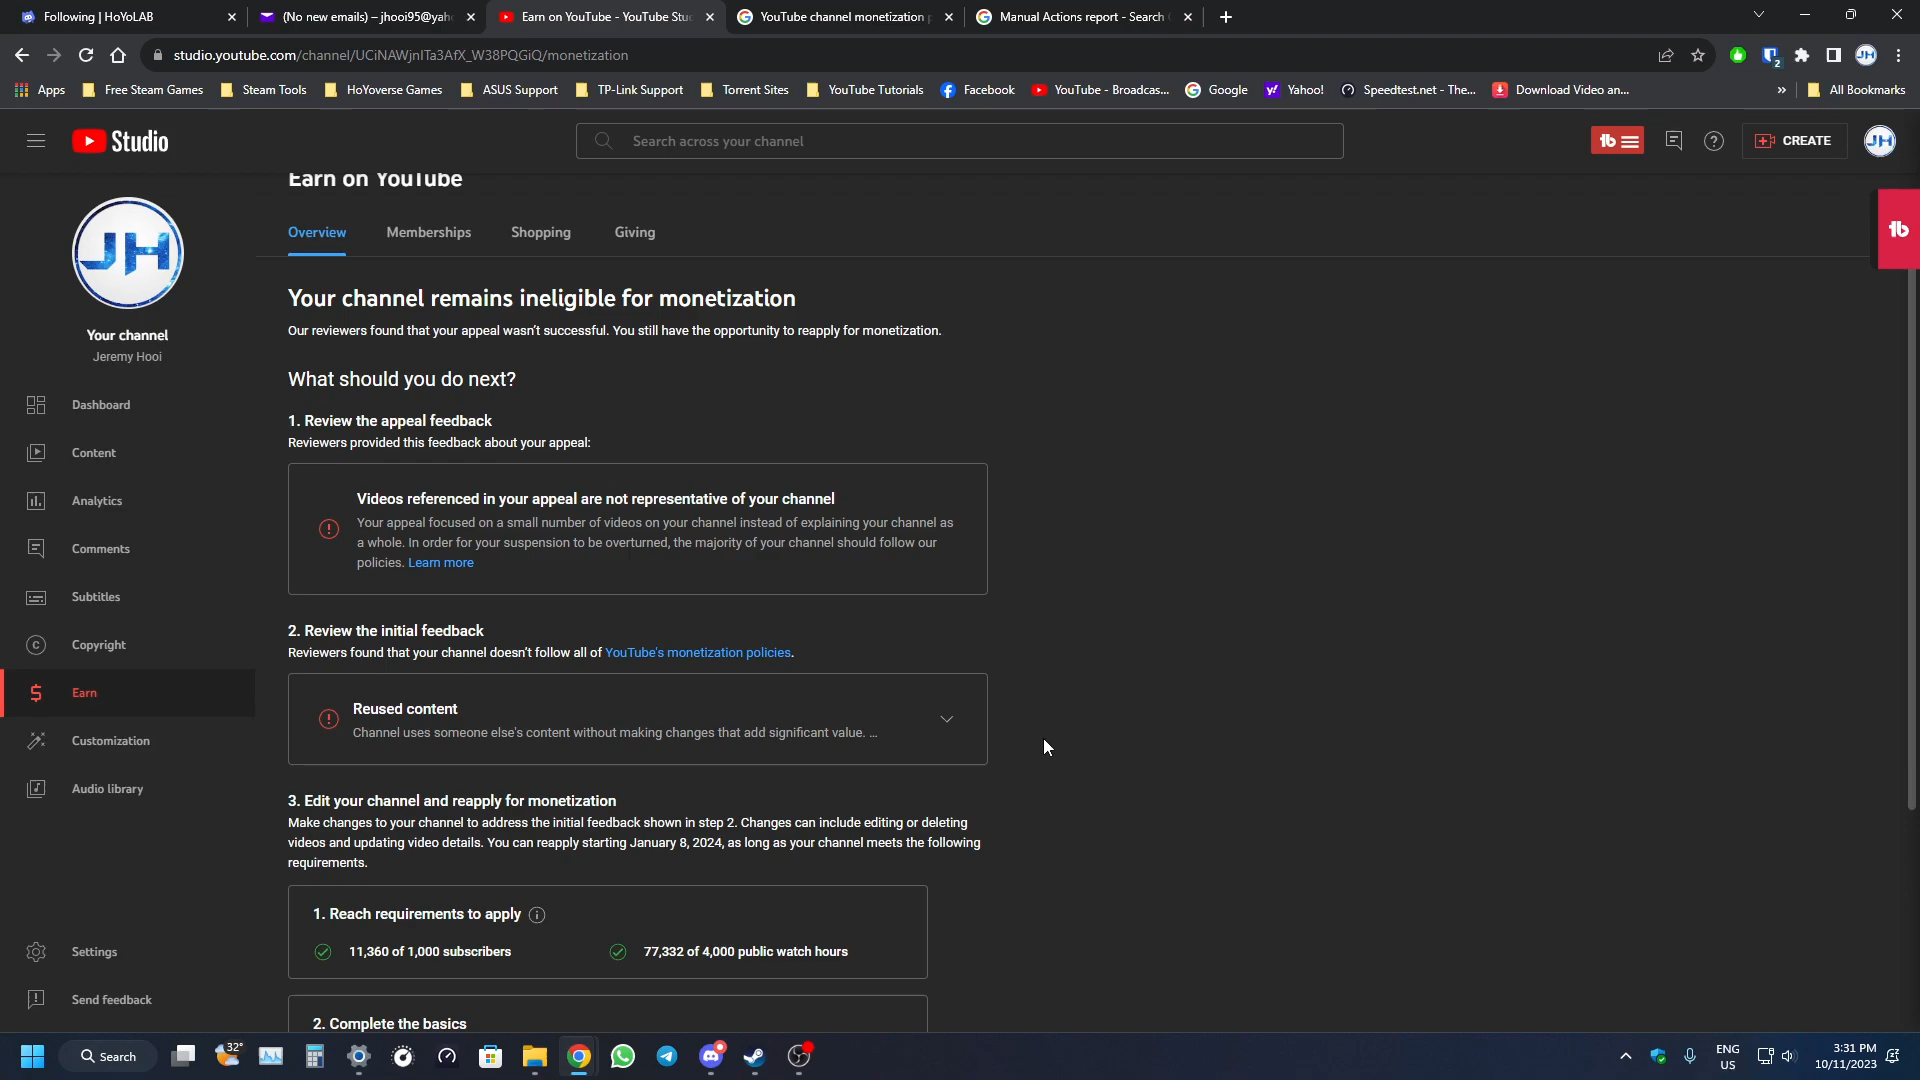 Following | HoYoLAB
(No new emails) – jhooi95@yah
Earn on YouTube - YouTube Stu
YouTube channel monetization p
Manual Actions report - Search
studio.youtube.com/channel/UCiNAWjnlTa3AfX_W38PQGiQ/monetization
2
JH
Apps
Free Steam Games
Steam Tools
HoYoverse Games
ASUS Support
TP-Link Support
Torrent Sites
YouTube Tutorials
Facebook
YouTube - Broadcas...
Google
Yahoo!
Speedtest.net - The...
Download Video an...
»
All Bookmarks
Studio
Search across your channel
tb
CREATE
JH
Earn on YouTube
tb
JH
Your channel
Jeremy Hooi
Overview
Memberships
Shopping
Giving
Your channel remains ineligible for monetization
Our reviewers found that your appeal wasn't successful. You still have the opportunity to reapply for monetization.
What should you do next?
1. Review the appeal feedback
Reviewers provided this feedback about your appeal:
Videos referenced in your appeal are not representative of your channel
Your appeal focused on a small number of videos on your channel instead of explaining your channel as
a whole. In order for your suspension to be overturned, the majority of your channel should follow our
policies. Learn more
2. Review the initial feedback
Reviewers found that your channel doesn't follow all of YouTube's monetization policies.
Reused content
Channel uses someone else's content without making changes that add significant value. ...
3. Edit your channel and reapply for monetization
Make changes to your channel to address the initial feedback shown in step 2. Changes can include editing or deleting
videos and updating video details. You can reapply starting January 8, 2024, as long as your channel meets the following
requirements.
1. Reach requirements to apply
11,360 of 1,000 subscribers
77,332 of 4,000 public watch hours
2. Complete the basics
Dashboard
Content
Analytics
Comments
Subtitles
Copyright
Earn
Customization
Audio library
Settings
Send feedback
Search
32°
ENG
US
3:31 PM
10/11/2023